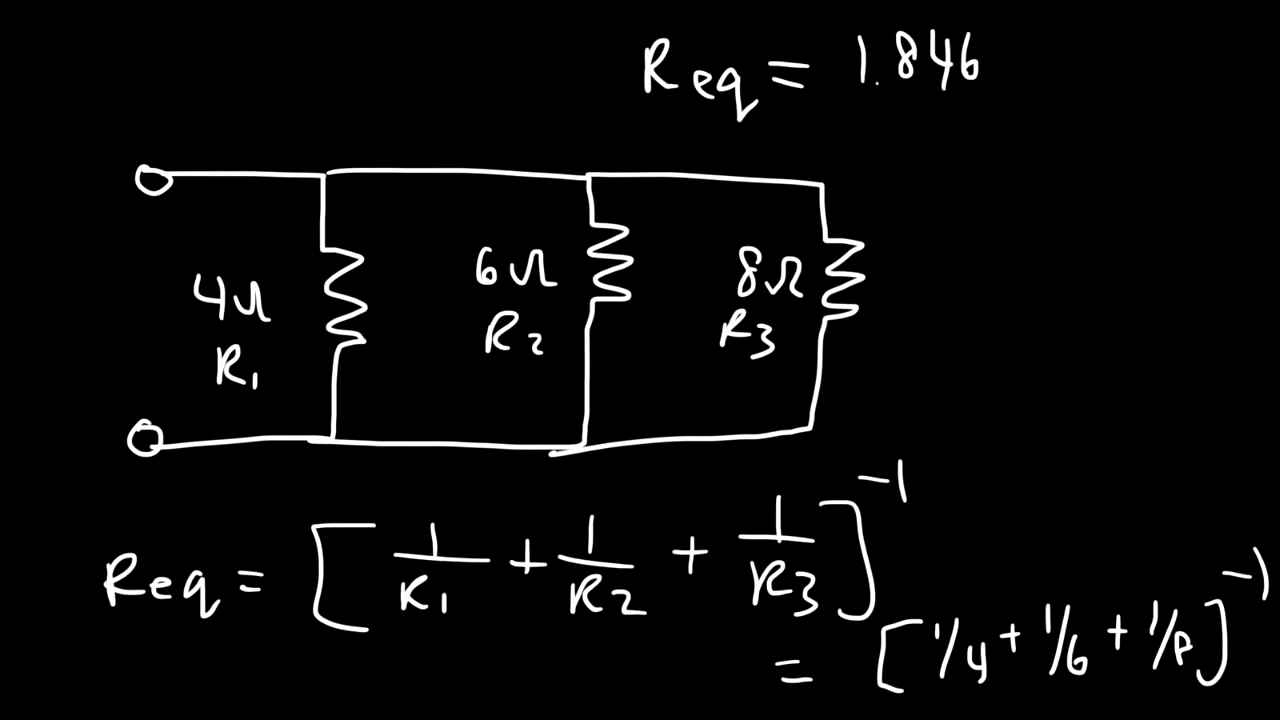 Req = 1.846
4Ω
R1
6Ω
R2
8Ω
R3
Req = [1/R1 + 1/R2 + 1/R3]^-1
= [1/4 + 1/6 + 1/8]^-1